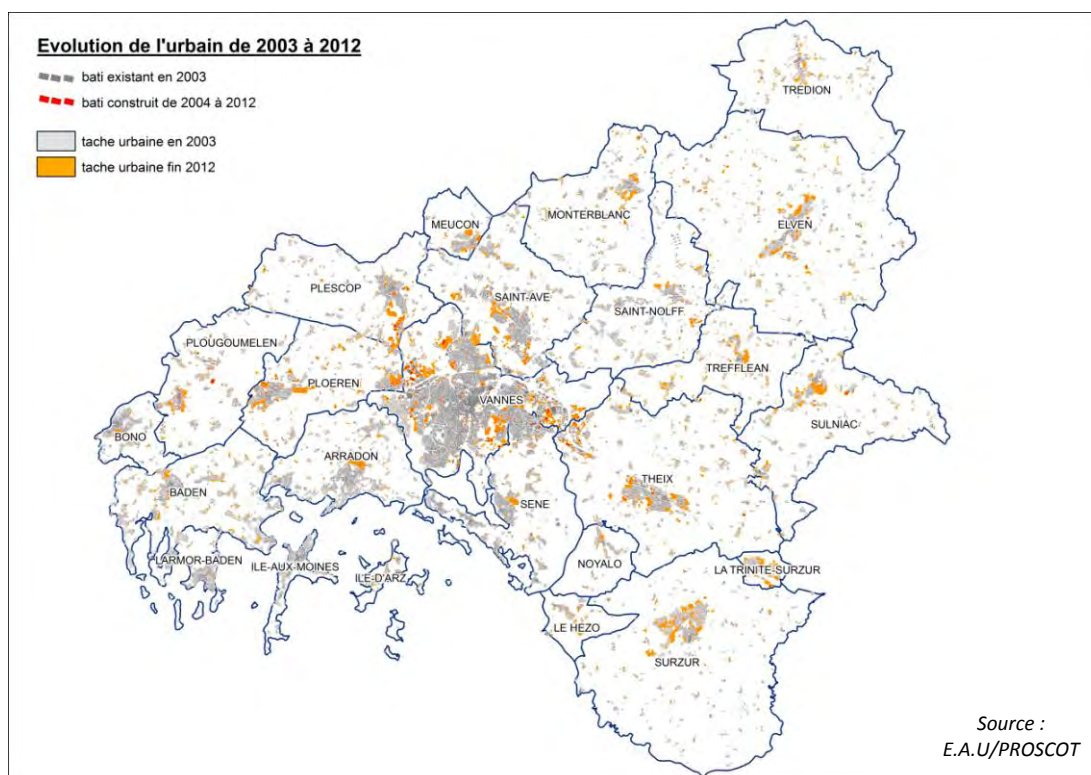 Evolution de l'urbain de 2003 à 2012
bati existant en 2003
bati construit de 2004 à 2012
tache urbaine en 2003
tache urbaine fin 2012
TREDION
MONTERBLANC
ELVEN
MEUCON
PLESCOP
SAINT-AVE
SAINT-NOLFF
PLOUGOUMELEN
TREFFLEAN
PLOEREN
VANNES
SULNIAC
BONO
ARRADON
THEIX
BADEN
SENE
LARMOR-BADEN
ILE-AUX-MOINES
NOYALO
LA TRINITE-SURZUR
ILE-D'ARZ
LE HEZO
SURZUR
Source :
E.A.U/PROSCOT